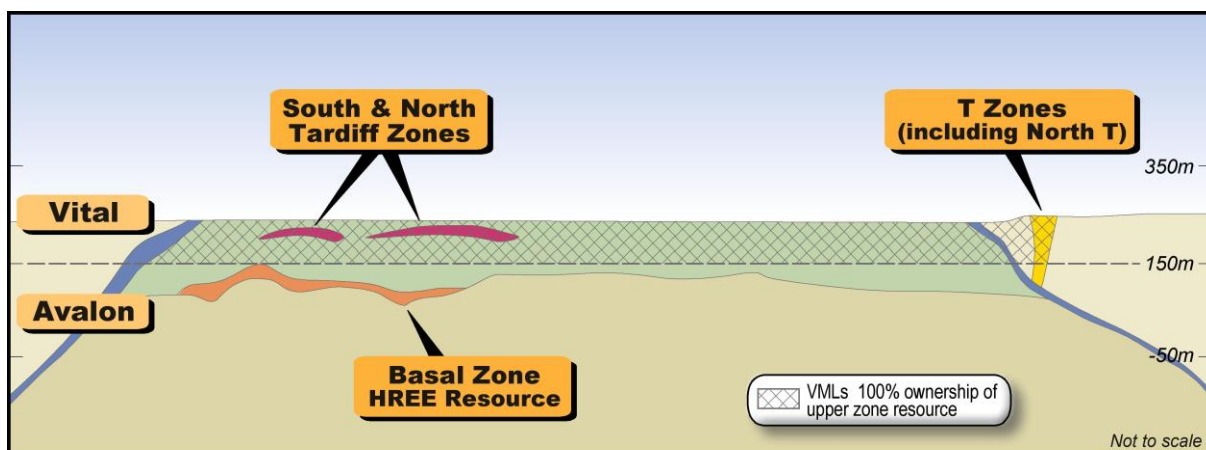 South & North
Tardiff Zones
T Zones
(including North T)
350m
Vital
150m
Avalon
-50m
Basal Zone
HREE Resource
VMLs 100% ownership of
upper zone resource
Not to scale